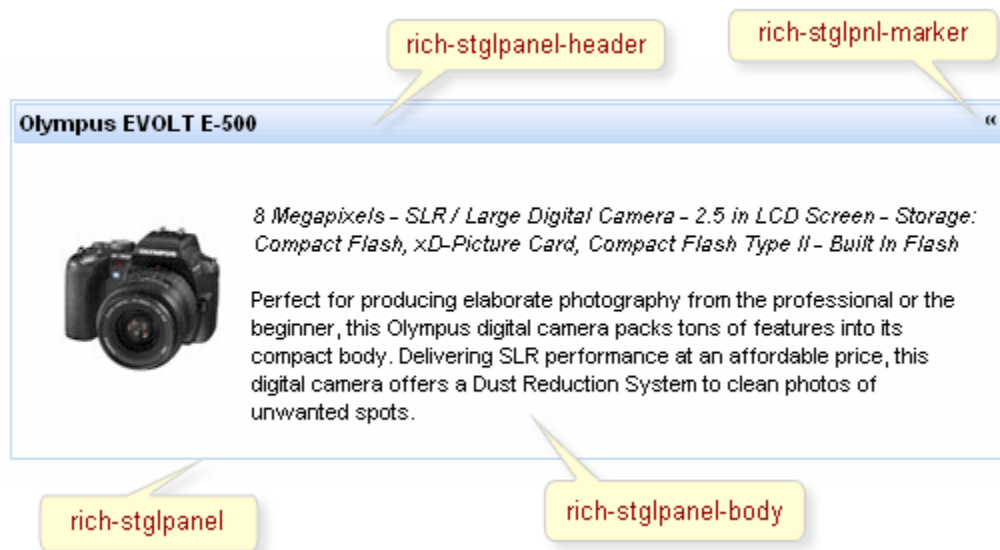 rich-stglpanel-header
rich-stglpnl-marker
Olympus EVOLT E-500 «
8 Megapixels - SLR / Large Digital Camera - 2.5 in LCD Screen - Storage:
Compact Flash, xD-Picture Card, Compact Flash Type II - Built In Flash
Perfect for producing elaborate photography from the professional or the
beginner, this Olympus digital camera packs tons of features into its
compact body. Delivering SLR performance at an affordable price, this
digital camera offers a Dust Reduction System to clean photos of
unwanted spots.
rich-stglpanel
rich-stglpanel-body